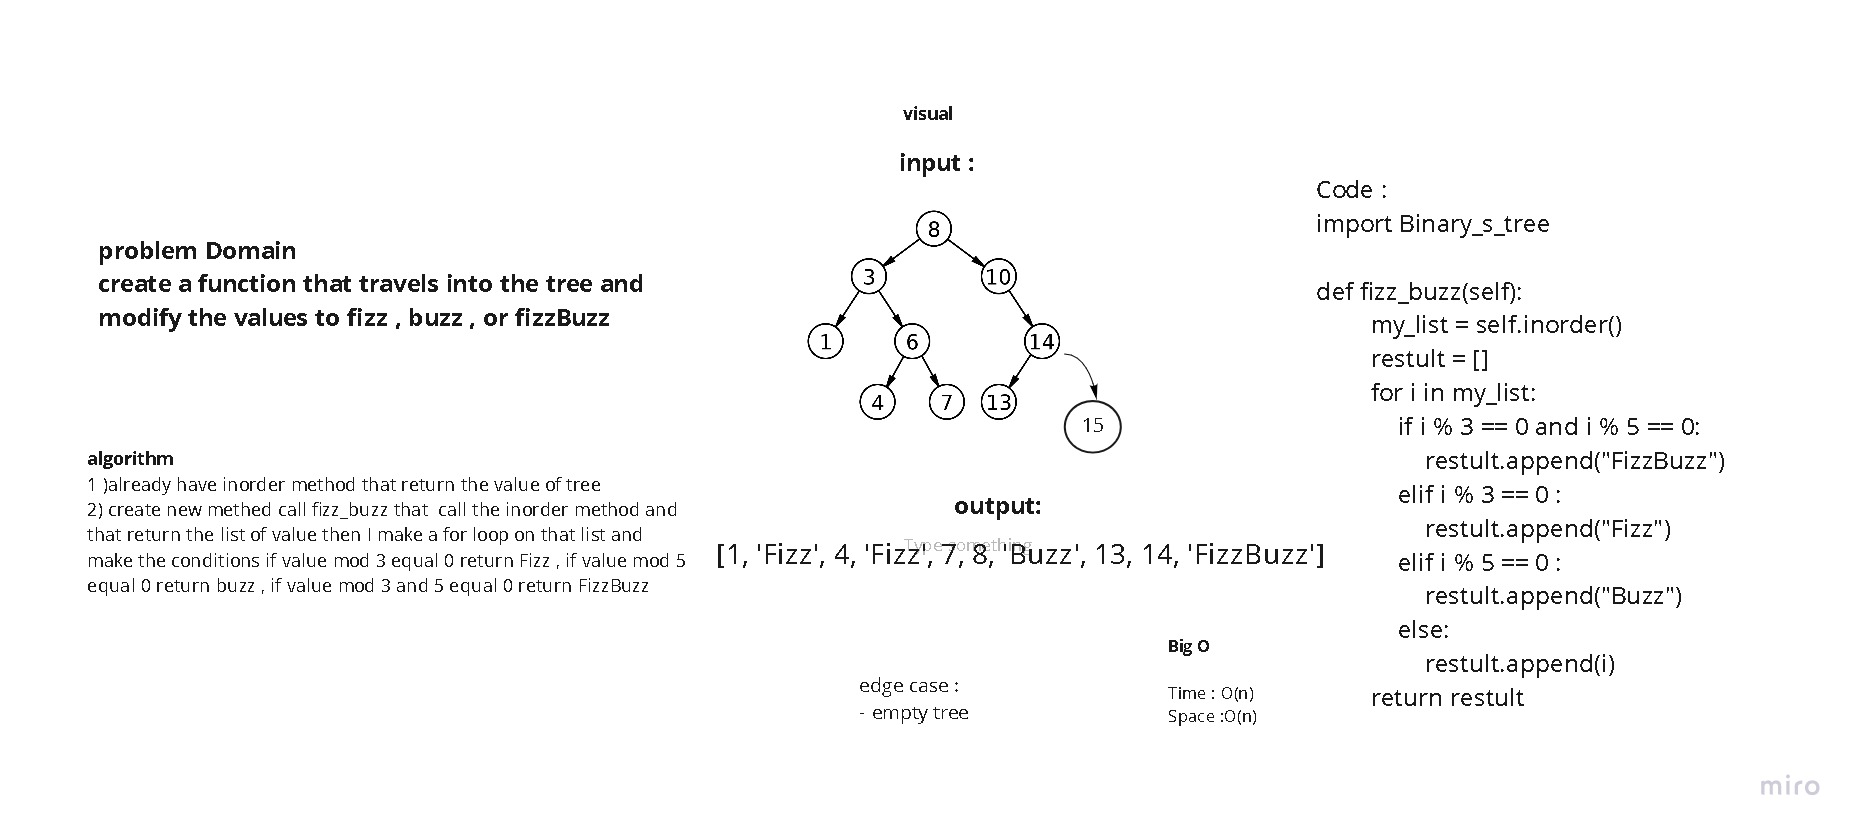 problem Domain
create a function that travels into the tree and
modify the values to fizz , buzz , or fizzBuzz
algorithm
1 )already have inorder method that return the value of tree
2) create new methed call fizz_buzz that  call the inorder method and
that return the list of value then I make a for loop on that list and
make the conditions if value mod 3 equal 0 return Fizz , if value mod 5
equal 0 return buzz , if value mod 3 and 5 equal 0 return FizzBuzz
visual
input :
8
3
10
1
6
14
4
7
13
15
output:
Type something
[1, 'Fizz', 4, 'Fizz', 7, 8, 'Buzz', 13, 14, 'FizzBuzz']
edge case :
- empty tree
Big O
Time : O(n)
Space :O(n)
Code :
import Binary_s_tree
def fizz_buzz(self):
my_list = self.inorder()
restult = []
for i in my_list:
if i % 3 == 0 and i % 5 == 0:
restult.append("FizzBuzz")
elif i % 3 == 0 :
restult.append("Fizz")
elif i % 5 == 0 :
restult.append("Buzz")
else:
restult.append(i)
return restult
miro